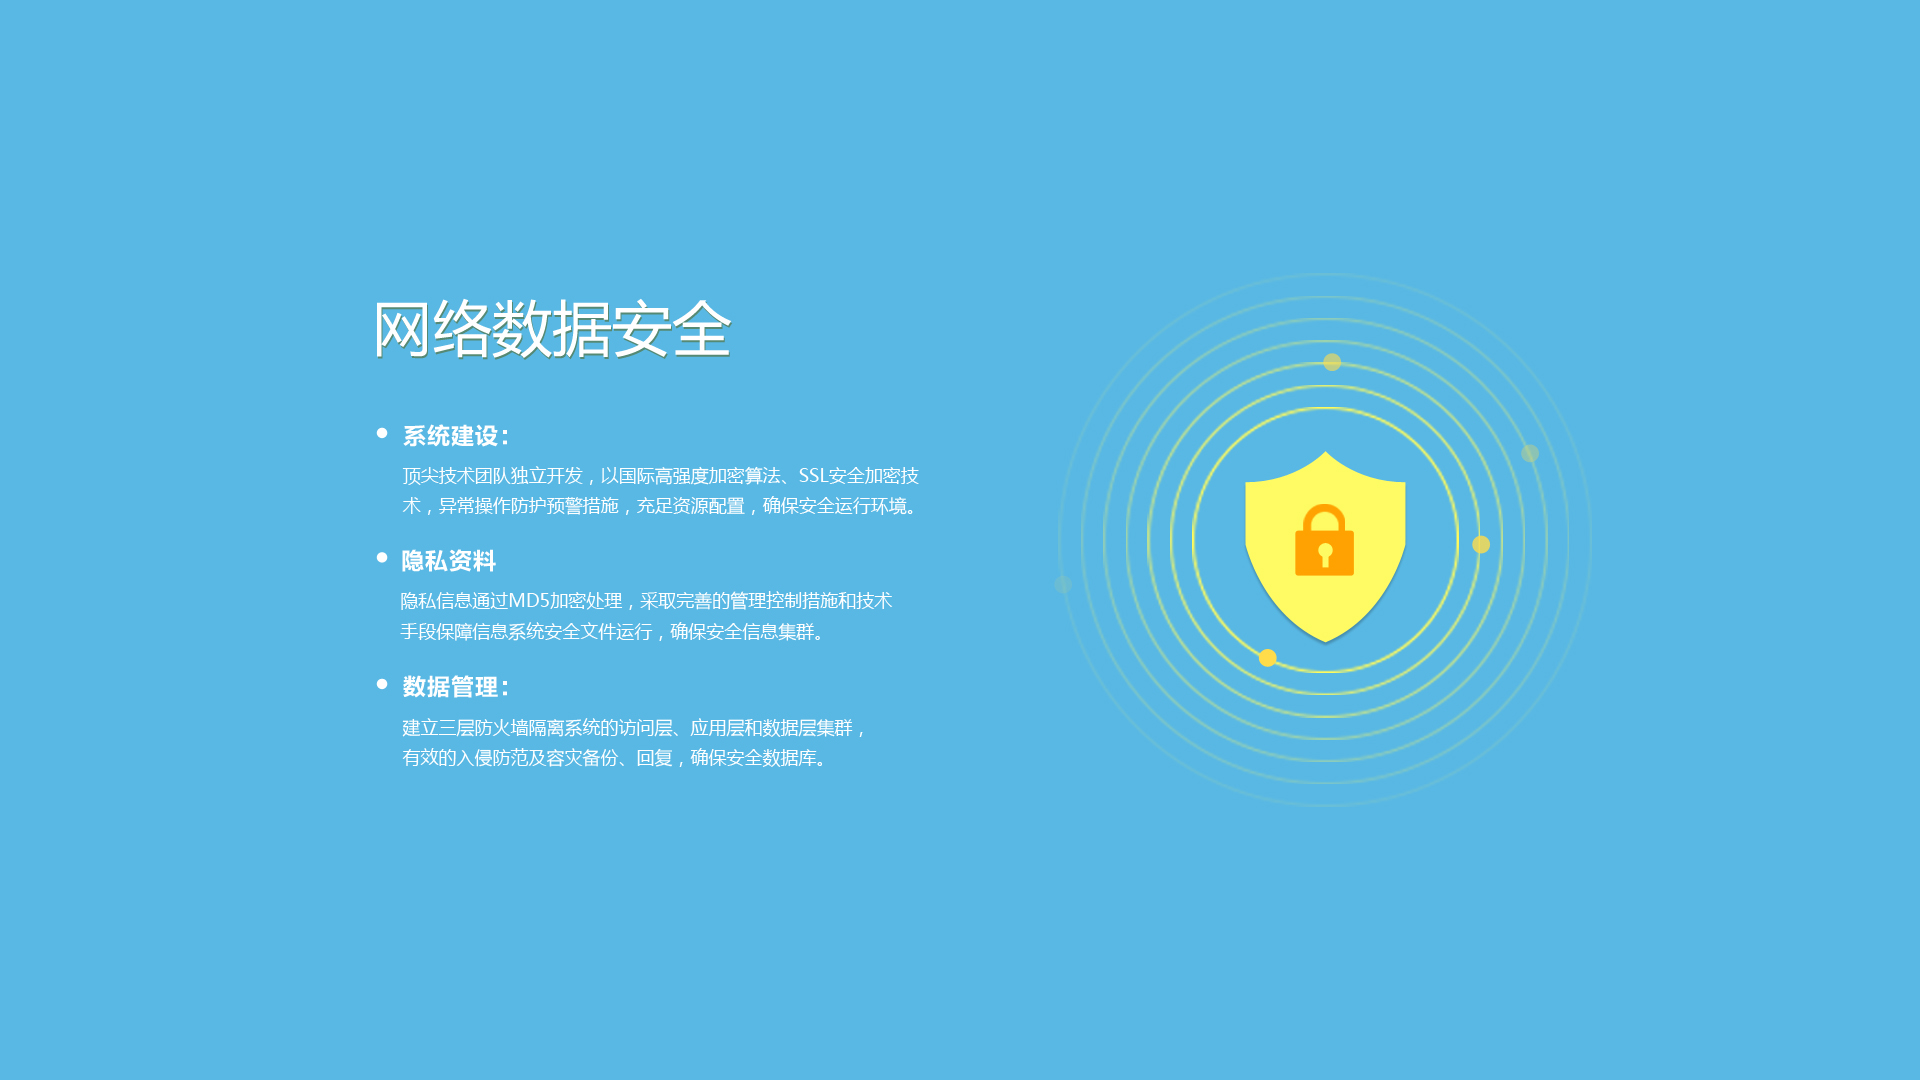 网络数据安全
系统建设：
顶尖技术团队独立开发，以国际高强度加密算法、SSL安全加密技
术，异常操作防护预警措施，充足资源配置，确保安全运行环境。
隐私资料
隐私信息通过MD5加密处理，采取完善的管理控制措施和技术
手段保障信息系统安全文件运行，确保安全信息集群。
数据管理：
建立三层防火墙隔离系统的访问层、应用层和数据层集群，
有效的入侵防范及容灾备份、回复，确保安全数据库。